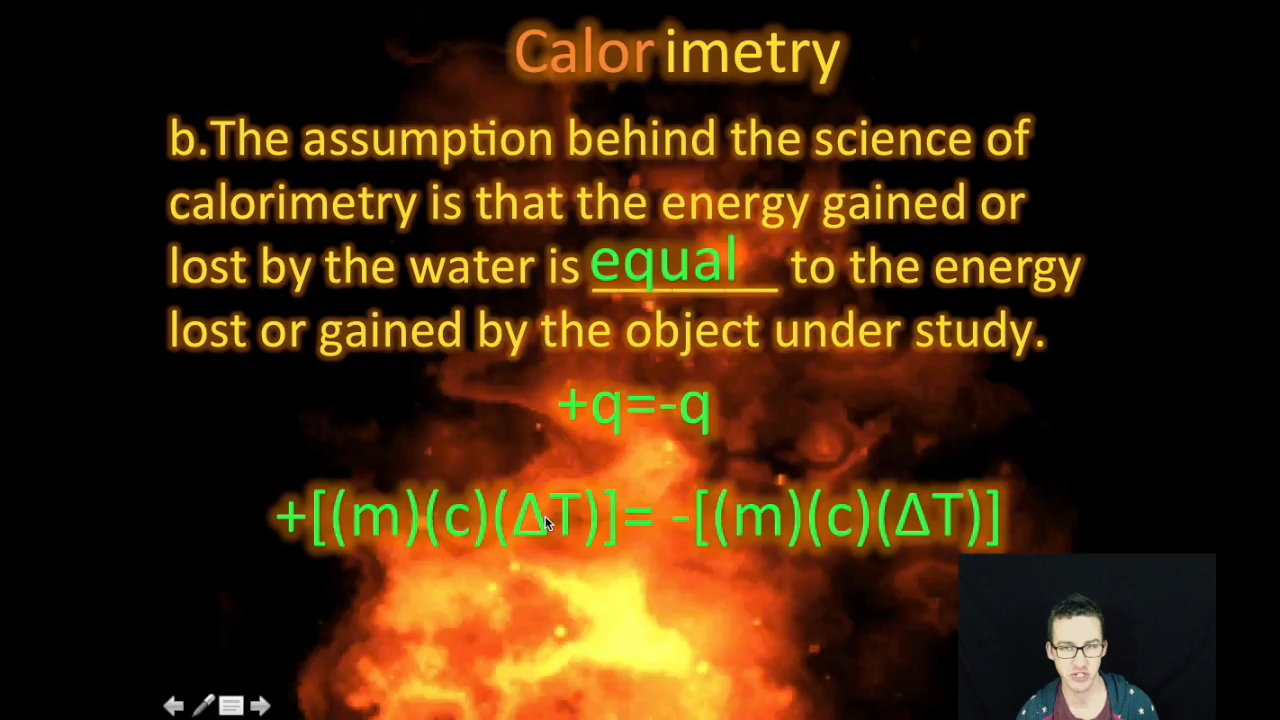 Calorimetry
b.The assumption behind the science of
calorimetry is that the energy gained or
lost by the water is equal to the energy
lost or gained by the object under study.
+q=-q
+[(m)(c)(ΔT)]= -[(m)(c)(ΔT)]